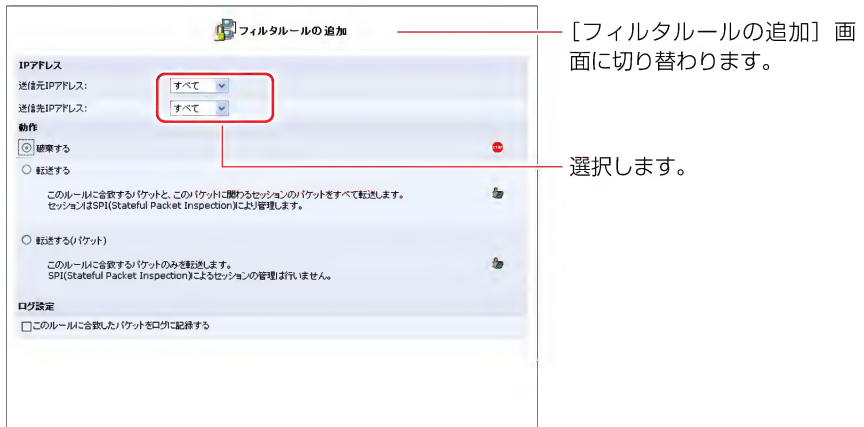 フィルタルールの追加
［フィルタルールの追加］画
面に切り替わります。
IPアドレス
送信元IPアドレス: すべて
送信先IPアドレス: すべて
動作
破棄する
STOP
選択します。
転送する
このルールに合致するパケットと、このパケットに関わるセッションのパケットをすべて転送します。
セッションはSPI(Stateful Packet Inspection)により管理します。
転送する(パケット)
このルールに合致するパケットのみを転送します。
SPI(Stateful Packet Inspection)によるセッションの管理は行いません。
ログ設定
このルールに合致したパケットをログに記録する